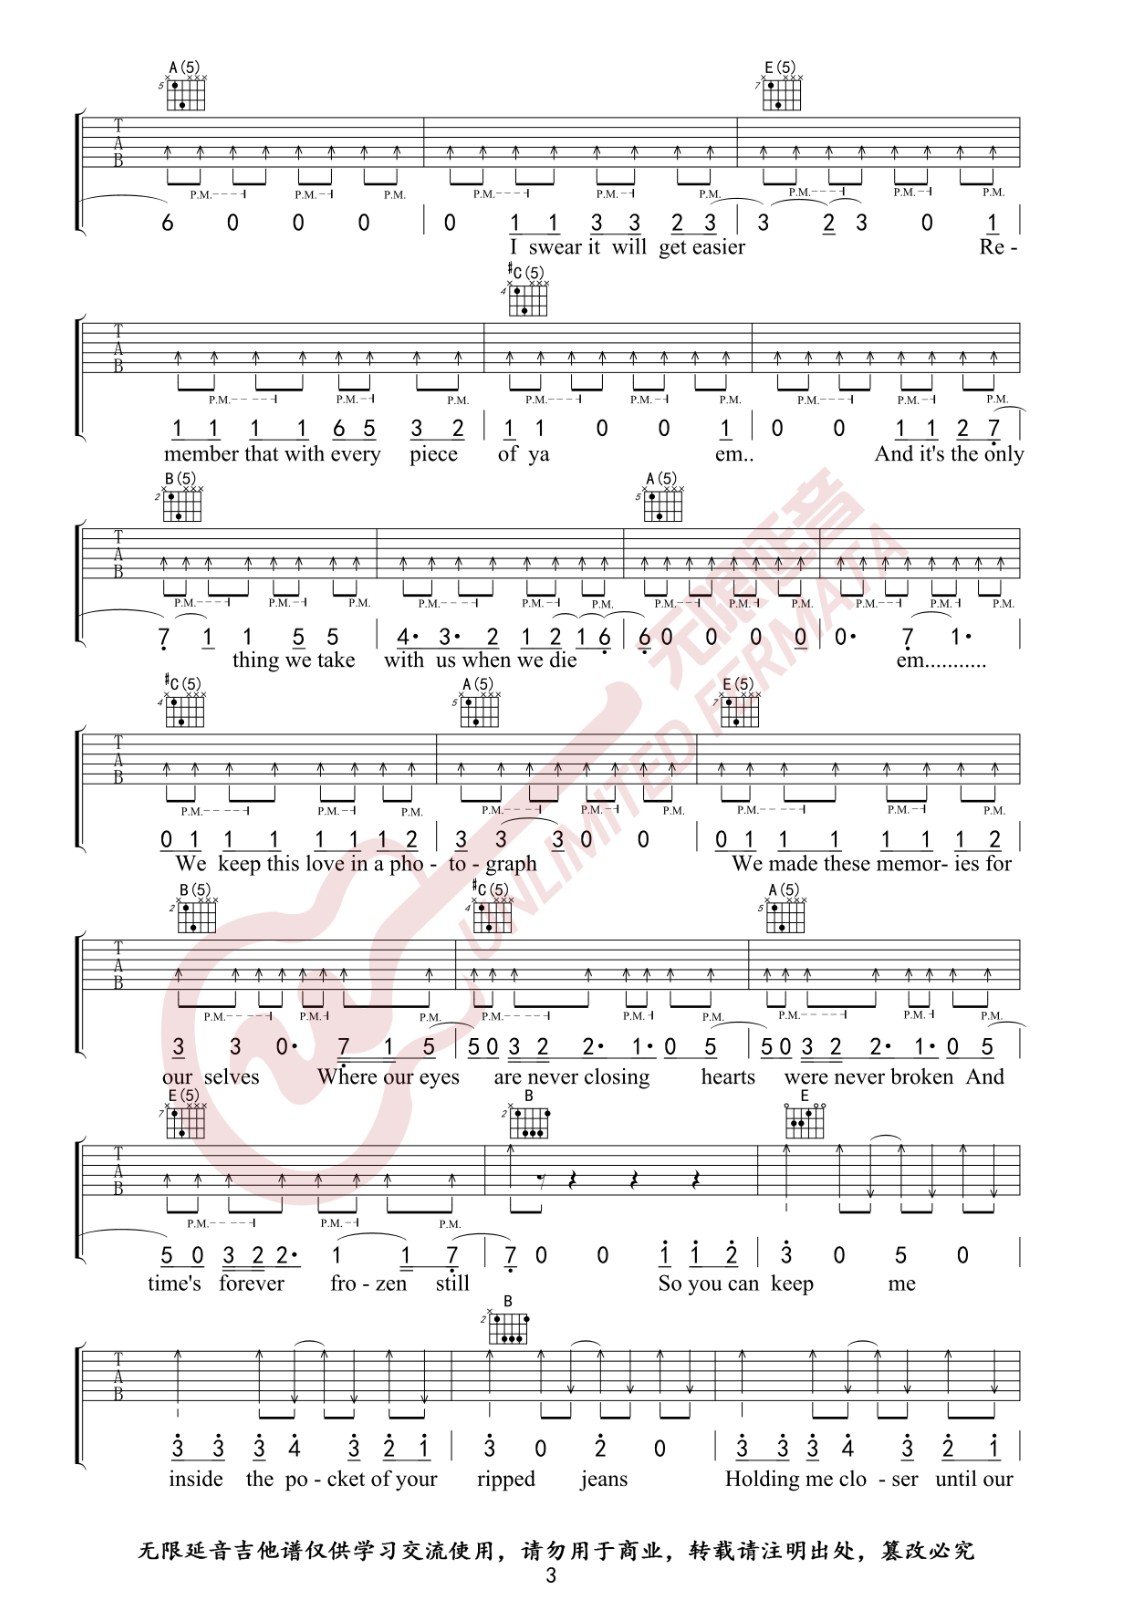 A(5) E(5)
5 7
T A B
P.M. P.M. P.M. P.M. P.M. P.M. P.M. P.M. P.M.
6 0 0 0 0 1 1 3 3 2 3 3 2 3 0 1
I swear it will get easier Re -
#C(5)
4
T A B
P.M. P.M. P.M. P.M. P.M. P.M. P.M. P.M. P.M.
1 1 1 1 6 5 3 2 1 1 0 0 1 0 0 1 1 2 7
member that with every piece of ya em.. And it's the only
B(5) A(5)
2 5
T A B
P.M. P.M. P.M. P.M. P.M. P.M. P.M. P.M. P.M. P.M. P.M. P.M.
7 1 1 5 5 4· 3· 2 1 2 1 6 6 0 0 0 0 0· 7 1·
thing we take with us when we die em...........
#C(5) A(5) E(5)
4 5 7
T A B
P.M. P.M. P.M. P.M. P.M. P.M. P.M. P.M. P.M.
0 1 1 1 1 1 1 2 3 3 3 0 0 0 1 1 1 1 1 1 2
We keep this love in a pho - to - graph We made these memor- ies for
B(5) #C(5) A(5)
2 4 5
T A B
P.M. P.M. P.M. P.M. P.M. P.M. P.M. P.M. P.M.
3 3 0· 7 1 5 5 0 3 2 2· 1· 0 5 5 0 3 2 2· 1· 0 5
our selves Where our eyes are never closing hearts were never broken And
E(5) B E
7 2
T A B
P.M. P.M. P.M.
5 0 3 2 2· 1 1 7 7 0 0 1 1 2 3 0 5 0
time's forever fro - zen still So you can keep me
B
2
T A B
3 3 3 4 3 2 1 3 0 2 0 3 3 3 4 3 2 1
inside the po - cket of your ripped jeans Holding me clo - ser until our
无限延音
UNLIMITED FERMATA
无限延音吉他谱仅供学习交流使用，请勿用于商业，转载请注明出处，篡改必究
3